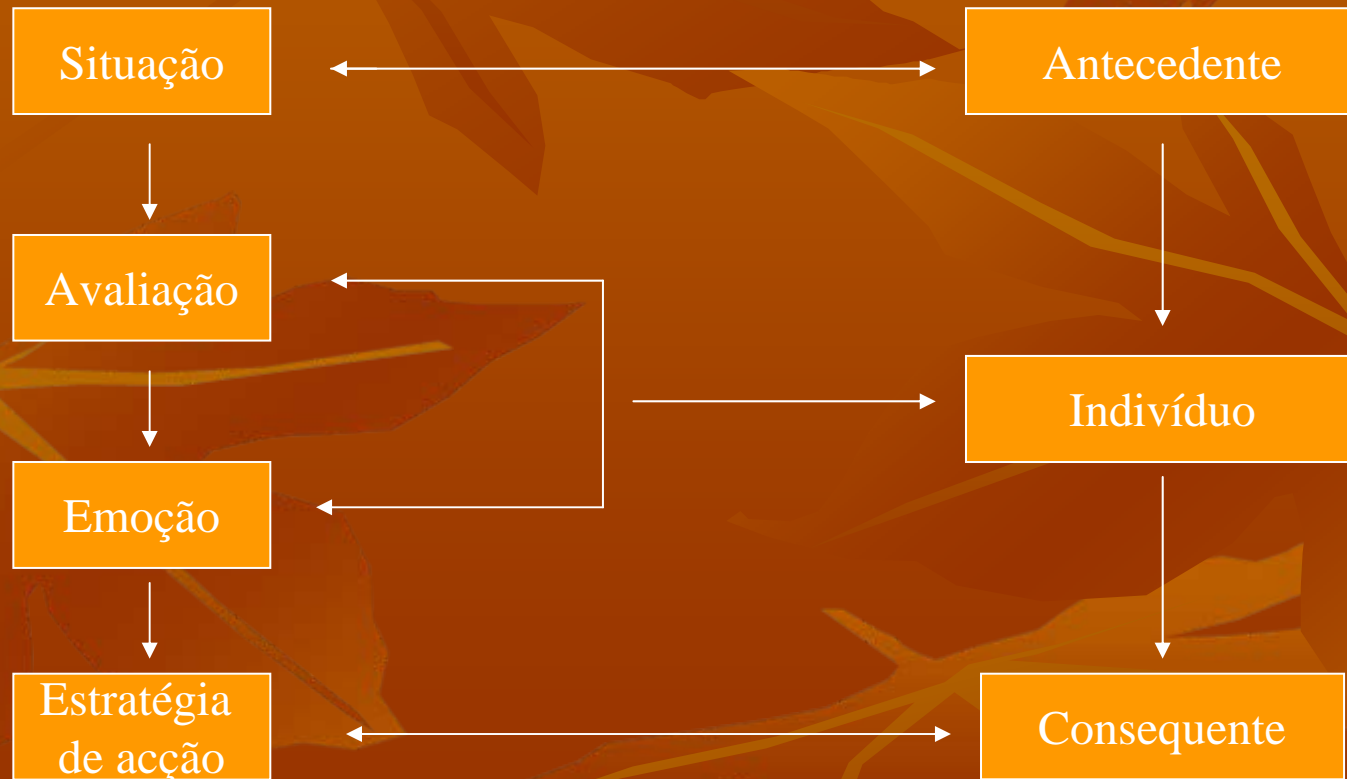 Situação
Antecedente
Avaliação
Indivíduo
Emoção
Estratégia
de acção
Consequente